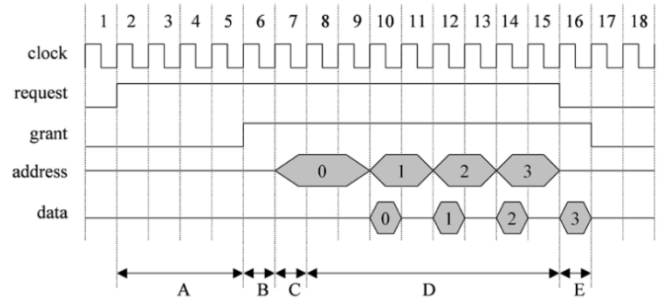 1 2 3 4 5 6 7 8 9 10 11 12 13 14 15 16 17 18
clock
request
grant
address 0 1 2 3
data 0 1 2 3
A B C D E